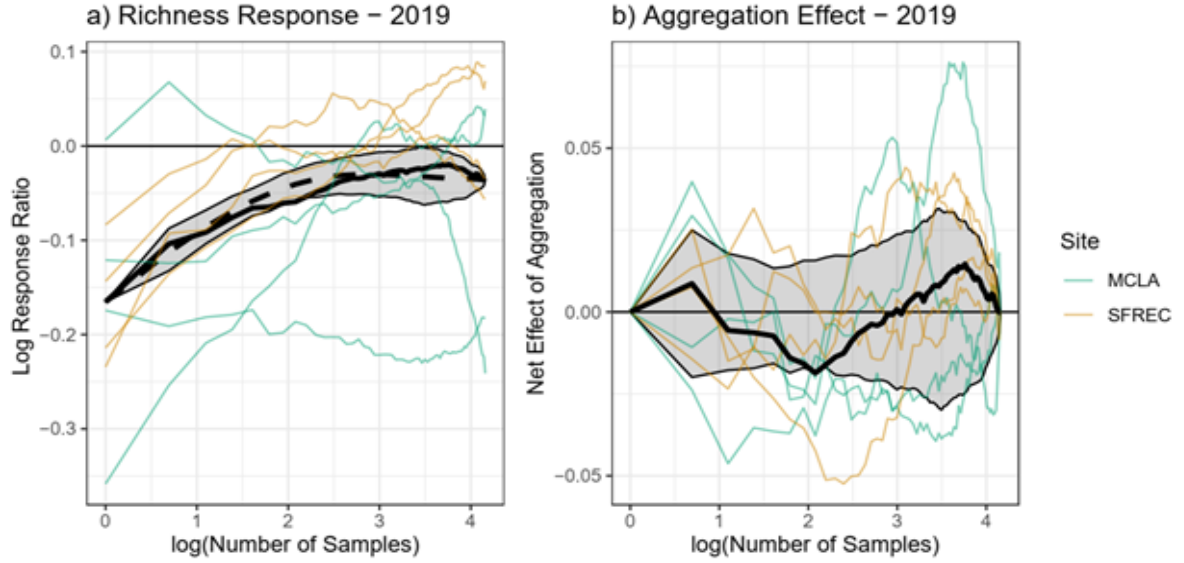 a) Richness Response – 2019
b) Aggregation Effect – 2019
Log Response Ratio
0.1
0.0
−0.1
−0.2
−0.3
0
1
2
3
4
log(Number of Samples)
Net Effect of Aggregation
0.05
0.00
−0.05
0
1
2
3
4
log(Number of Samples)
Site
MCLA
SFREC